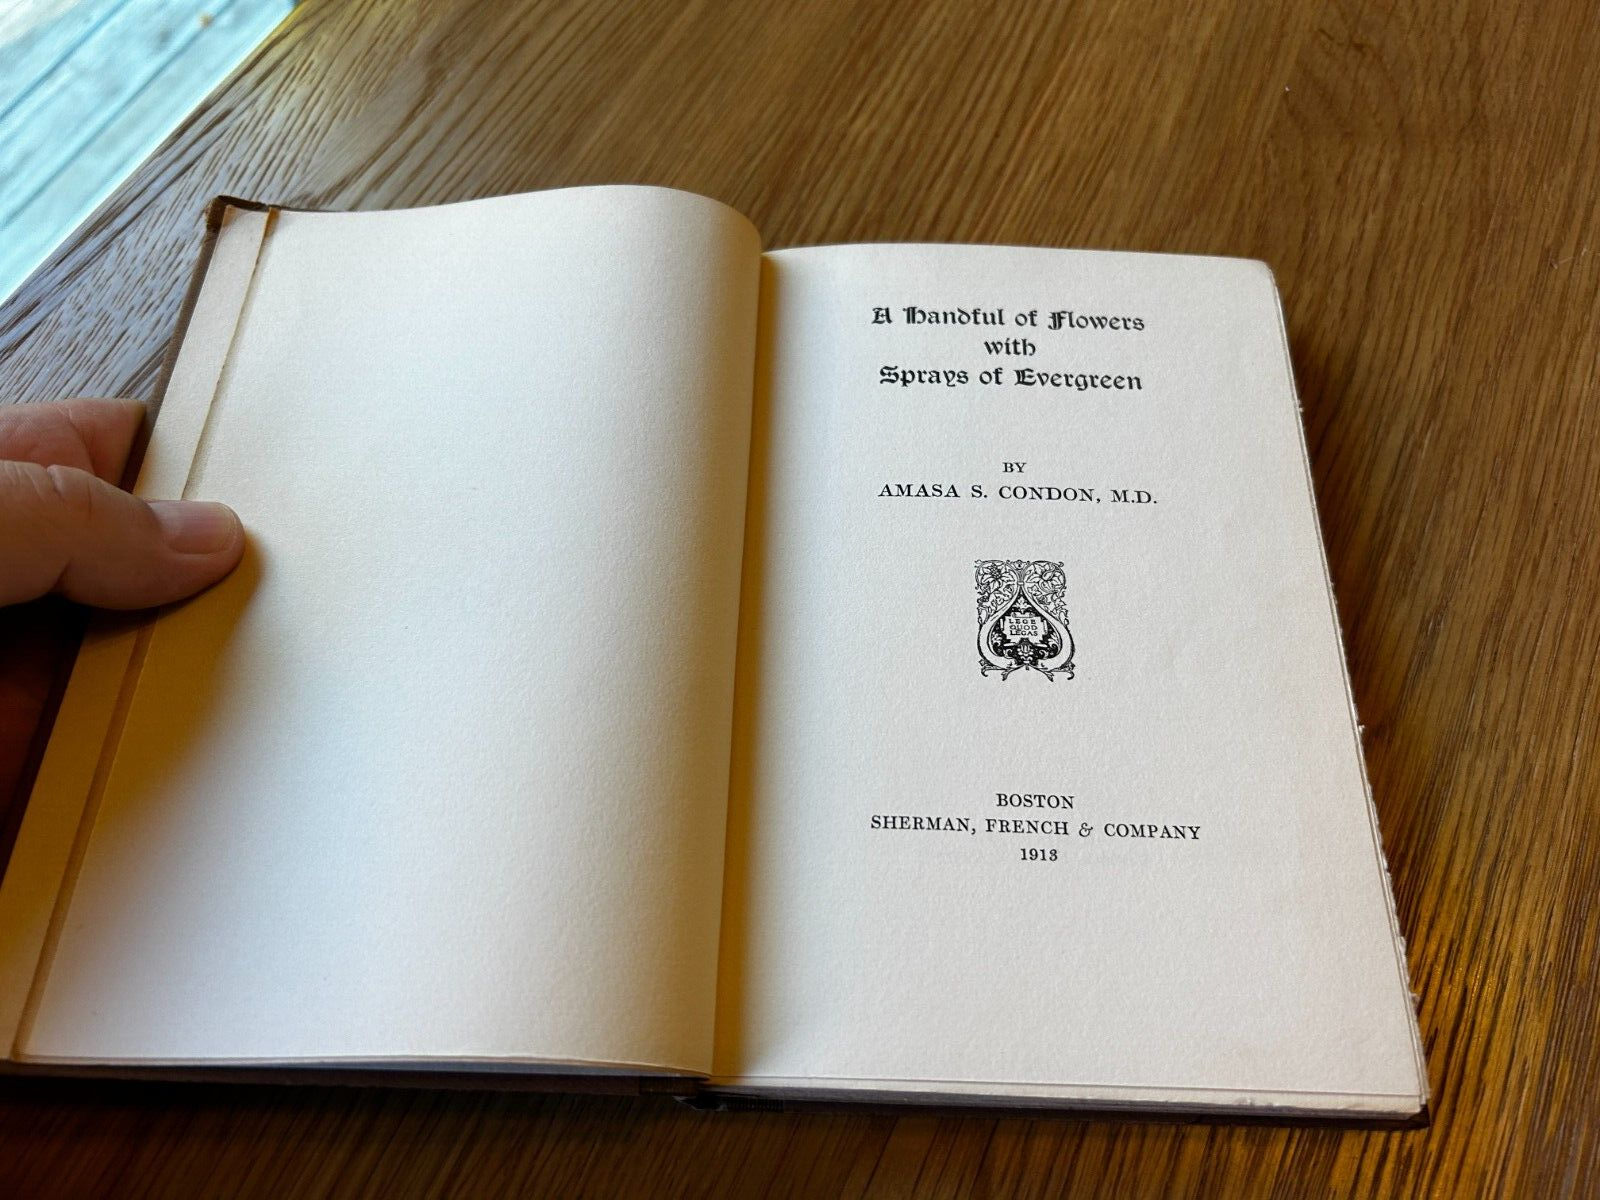 A Handful of Flowers
with
Sprays of Evergreen
BY
AMASA S. CONDON, M.D.
LEGE
QUOD
LEGAS
BOSTON
SHERMAN, FRENCH & COMPANY
1913